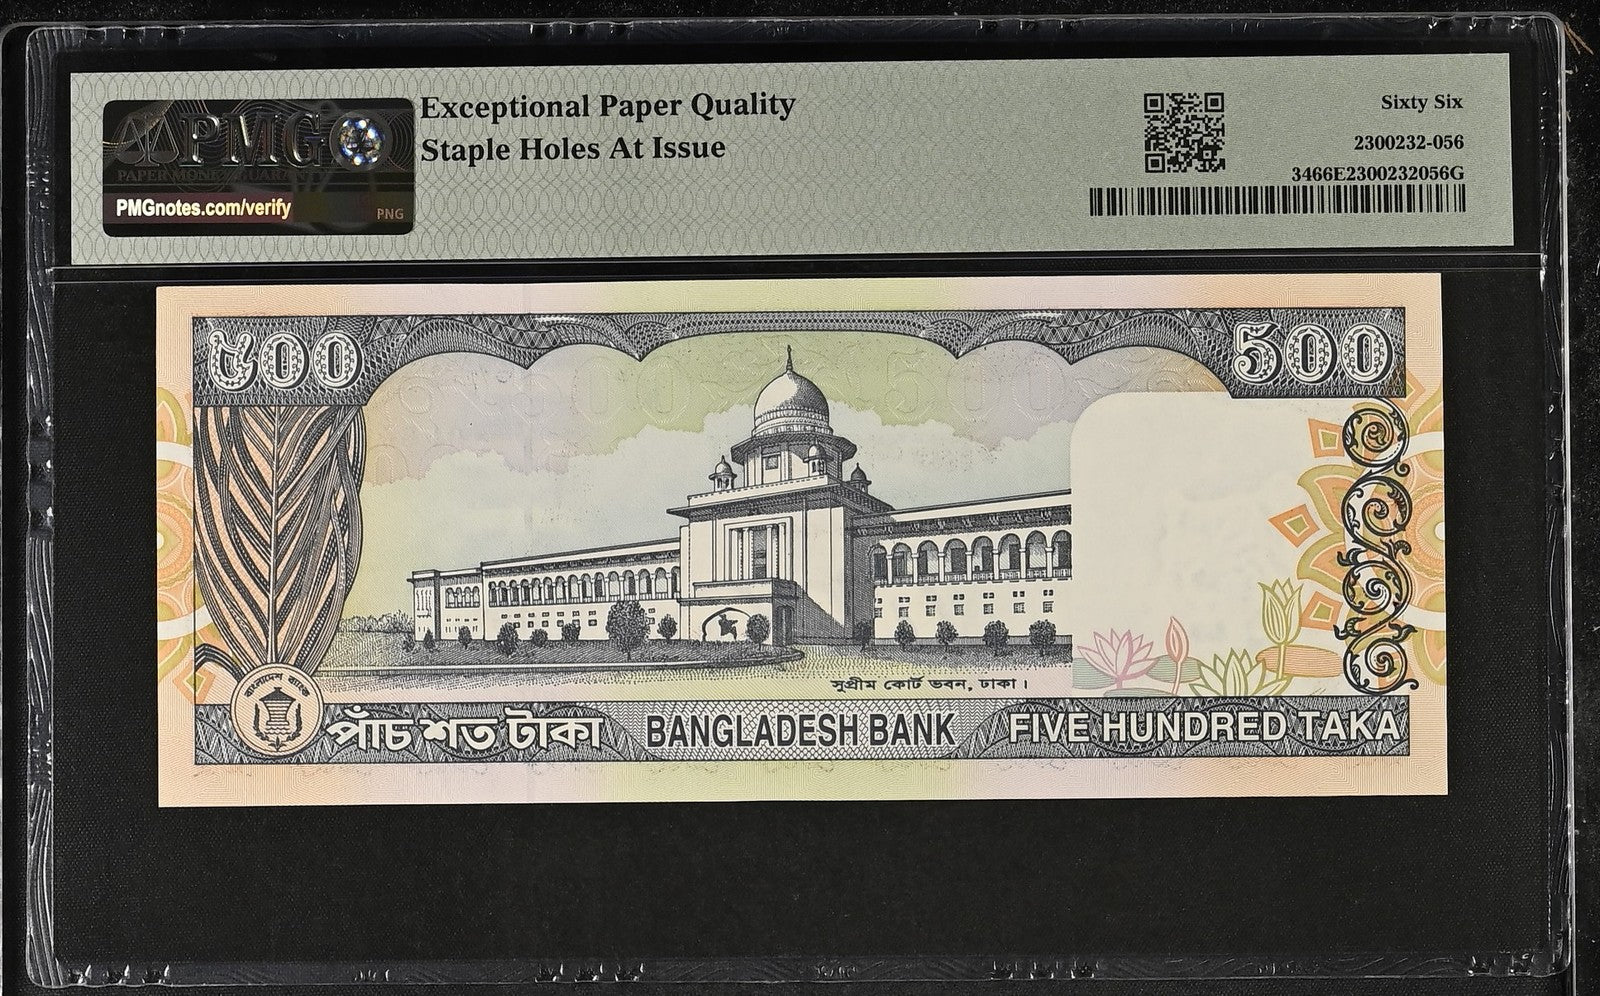 PMG
PAPER MONEY GUARAN
PMGnotes.com/verify
PNG
Exceptional Paper Quality
Staple Holes At Issue
Sixty Six
2300232-056
3466E2300232056G
৫০০
500
সুপ্রীম কোর্ট ভবন, ঢাকা।
বাংলাদেশ ব্যাংক
পাঁচ শত টাকা BANGLADESH BANK FIVE HUNDRED TAKA